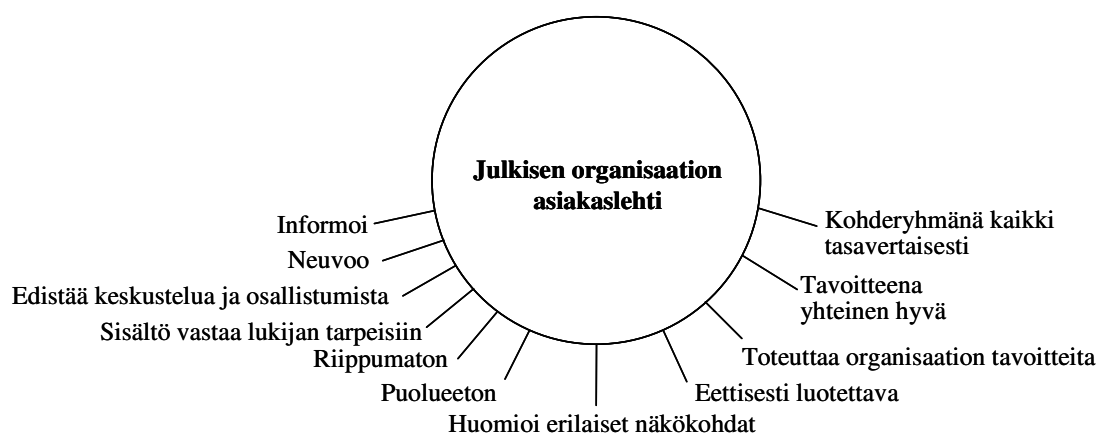 Julkisen organisaation
asiakaslehti
Informoi
Neuvoo
Edistää keskustelua ja osallistumista
Sisältö vastaa lukijan tarpeisiin
Riippumaton
Puolueeton
Huomioi erilaiset näkökohdat
Eettisesti luotettava
Toteuttaa organisaation tavoitteita
Tavoitteena
yhteinen hyvä
Kohderyhmänä kaikki
tasavertaisesti